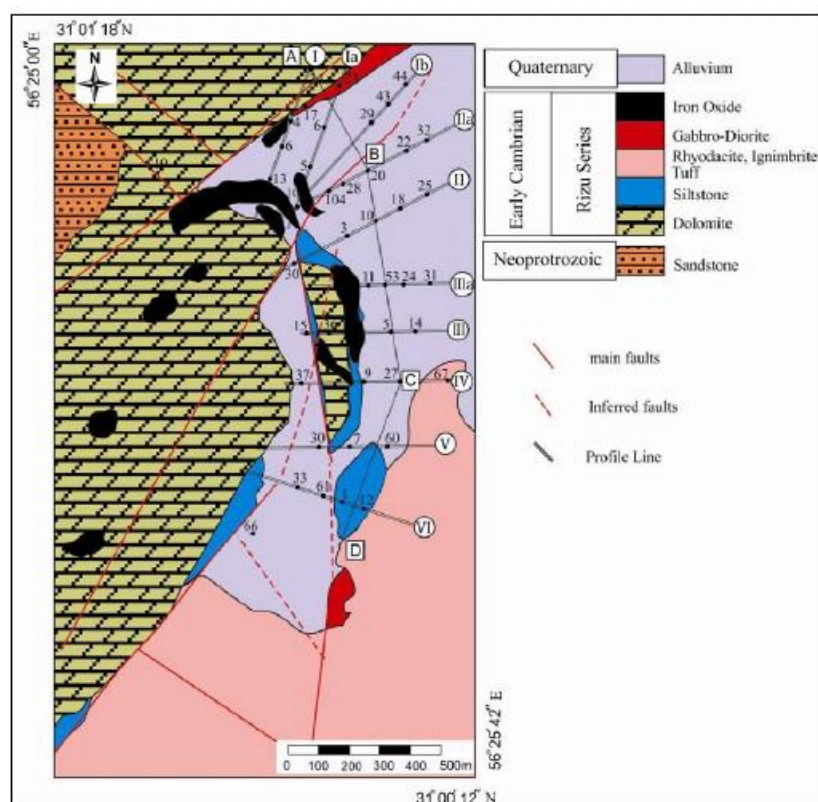 31°01'18" N
56°25'00" E
N
A
I
Ia
Ib
44
43
17
29
4
6
IIa
32
22
B
6
5
20
13
28
II
104
25
18
10
3
30
11
53
24
31
IIIa
15
5
14
III
37
9
27
C
67
IV
30
7
60
V
33
61
1
12
VI
66
D
0 100 200 300 400 500m
56°25'42" E
31°00'12" N
Quaternary
Alluvium
Early Cambrian
Rizu Series
Iron Oxide
Gabbro-Diorite
Rhyodacite, Ignimbrite
Tuff
Siltstone
Dolomite
Neoprotrozoic
Sandstone
main faults
Inferred faults
Profile Line